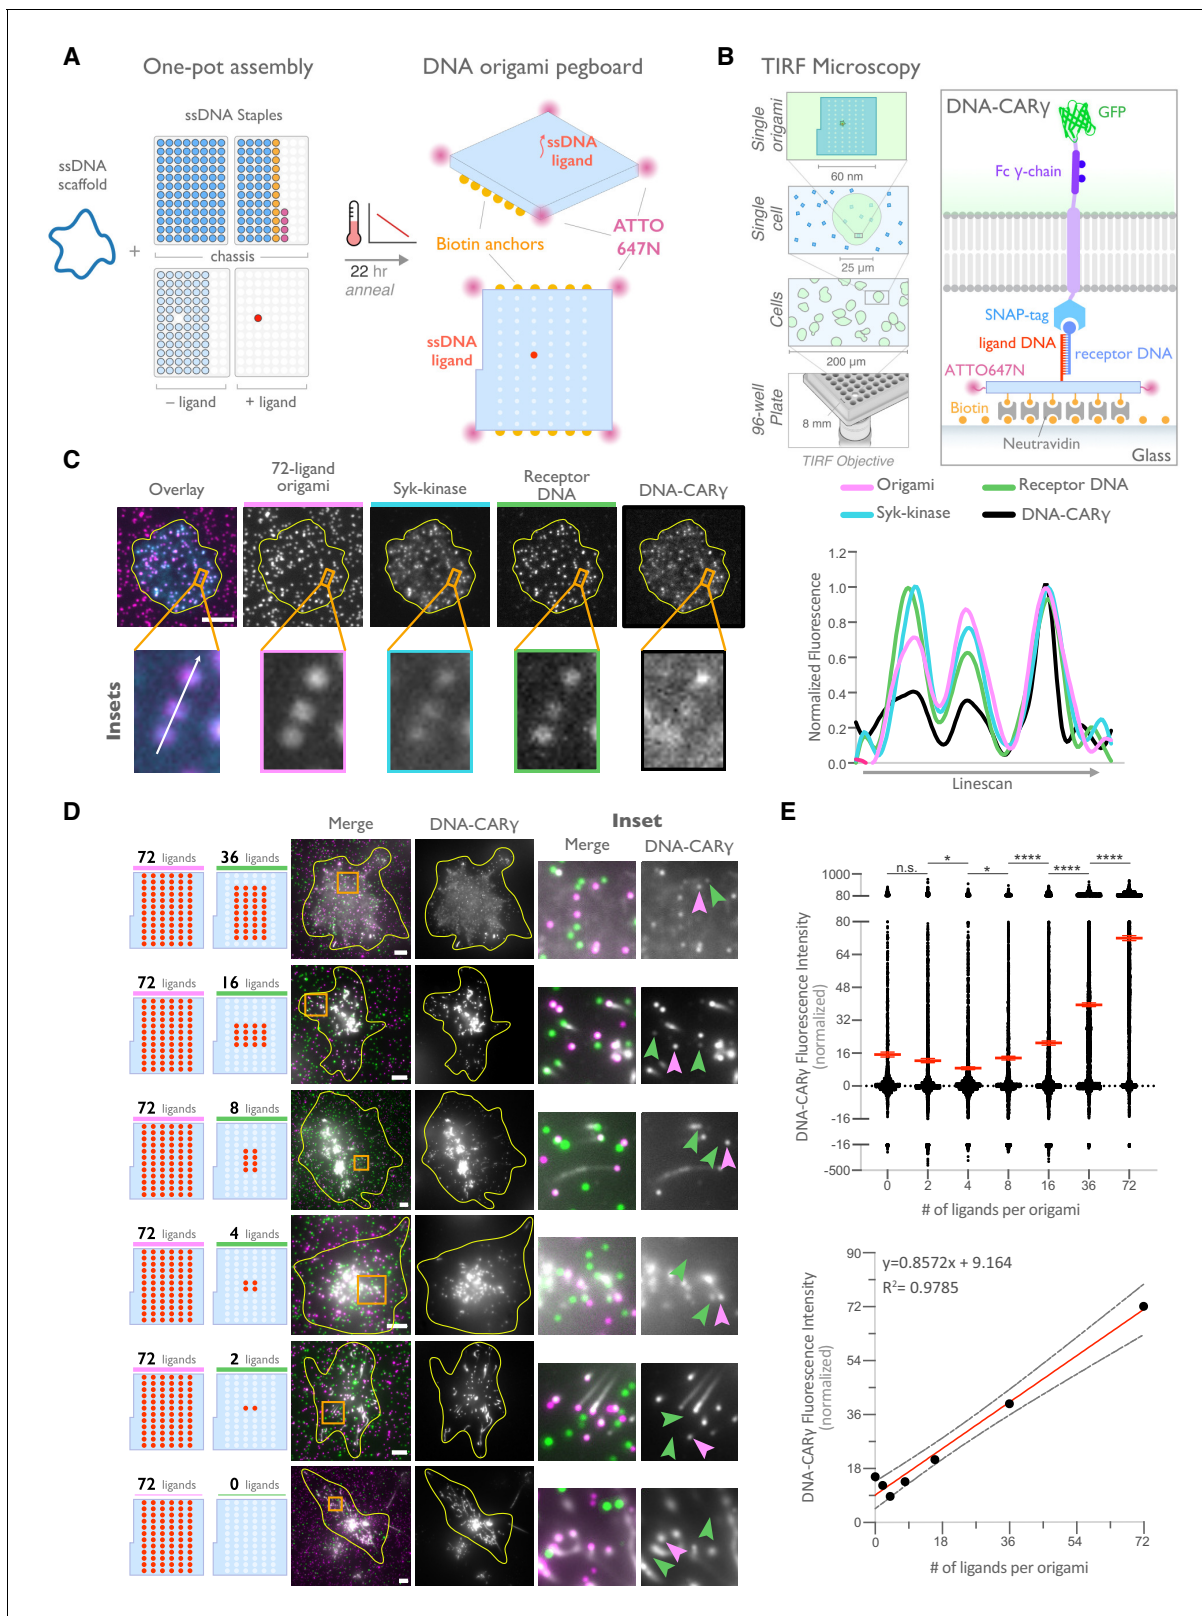 A
One-pot assembly
DNA origami pegboard
ssDNA Staples
ssDNA
scaffold
+
chassis
– ligand
+ ligand
22 hr
anneal
ssDNA
ligand
Biotin anchors
ATTO
647N
ssDNA
ligand
B
TIRF Microscopy
Single
origami
60 nm
Single
cell
25 µm
Cells
200 µm
96-well
Plate
8 mm
TIRF Objective
DNA-CARγ
GFP
Fc γ-chain
SNAP-tag
ligand DNA
receptor DNA
ATTO647N
Biotin
Neutravidin
Glass
C
Overlay
72-ligand
origami
Syk-kinase
Receptor
DNA
DNA-CARγ
Insets
Origami
Receptor DNA
Syk-kinase
DNA-CARγ
Normalized Fluorescence
1.2
1.0
0.8
0.6
0.4
0.2
0.0
Linescan
D
Merge
DNA-CARγ
Inset
Merge
DNA-CARγ
72 ligands
36 ligands
72 ligands
16 ligands
72 ligands
8 ligands
72 ligands
4 ligands
72 ligands
2 ligands
72 ligands
0 ligands
E
n.s.
*
*
****
****
****
DNA-CARγ Fluorescence Intensity
(normalized)
1000
80
80
64
48
32
16
0
-16
-16
-500
0 2 4 8 16 36 72
# of ligands per origami
y=0.8572x + 9.164
R²= 0.9785
DNA-CARγ Fluorescence Intensity
(normalized)
90
72
54
36
18
0
0 18 36 54 72
# of ligands per origami